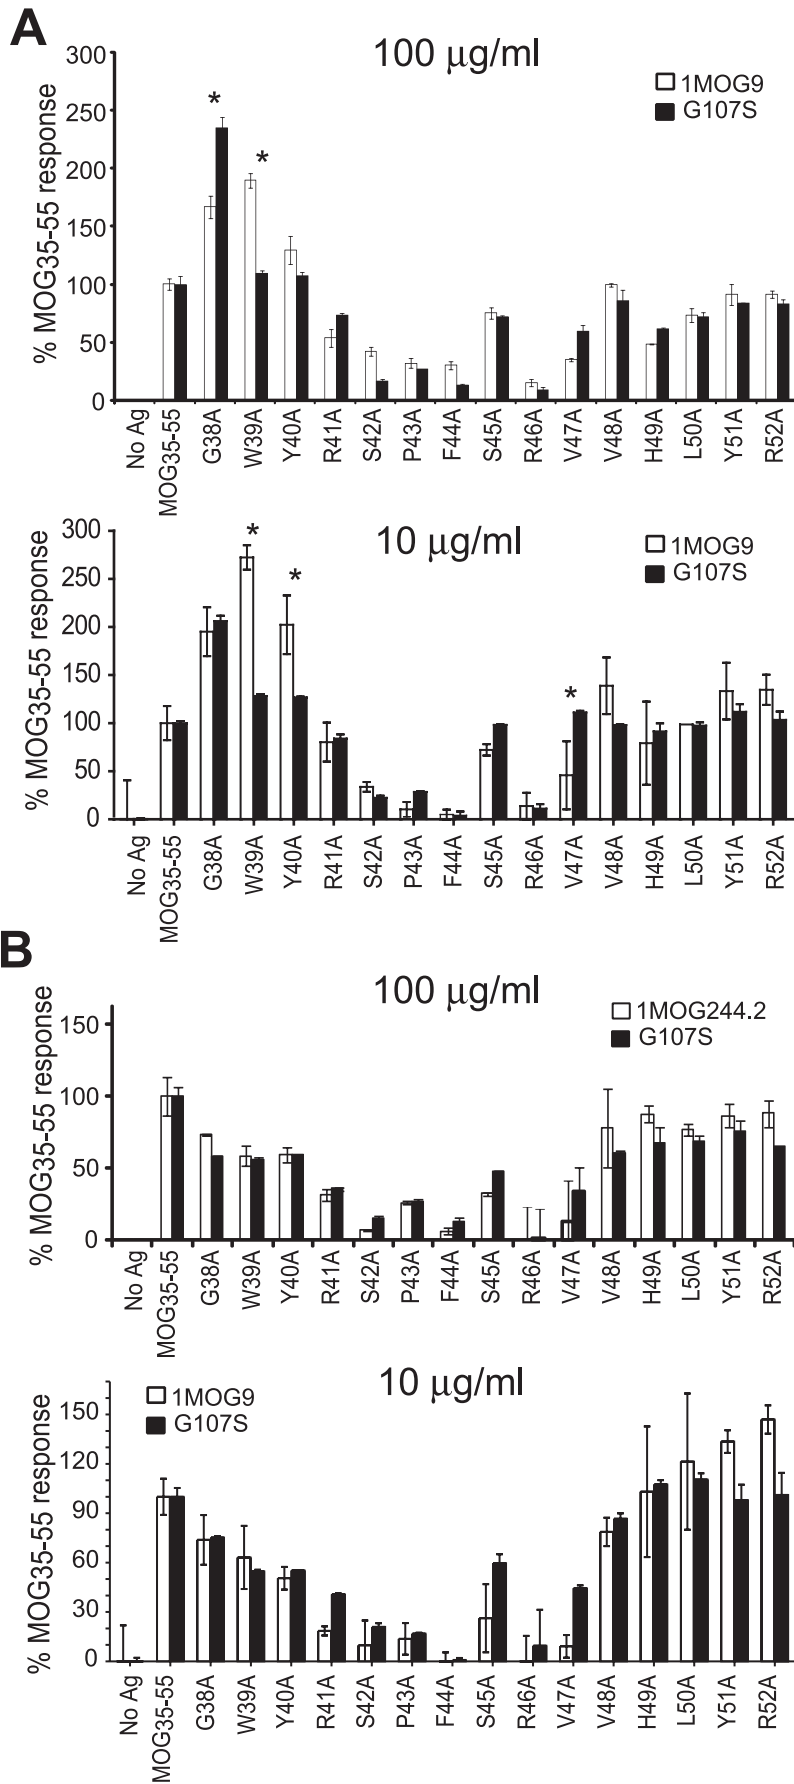 A
100 µg/ml
1MOG9
G107S
% MOG35-55 response
300
250
200
150
100
50
0
No Ag
MOG35-55
G38A
W39A
Y40A
R41A
S42A
P43A
F44A
S45A
R46A
V47A
V48A
H49A
L50A
Y51A
R52A
*
*
10 µg/ml
1MOG9
G107S
% MOG35-55 response
300
250
200
150
100
50
0
No Ag
MOG35-55
G38A
W39A
Y40A
R41A
S42A
P43A
F44A
S45A
R46A
V47A
V48A
H49A
L50A
Y51A
R52A
*
*
*
B
100 µg/ml
1MOG244.2
G107S
% MOG35-55 response
150
100
50
0
No Ag
MOG35-55
G38A
W39A
Y40A
R41A
S42A
P43A
F44A
S45A
R46A
V47A
V48A
H49A
L50A
Y51A
R52A
10 µg/ml
1MOG9
G107S
% MOG35-55 response
150
120
90
60
30
0
No Ag
MOG35-55
G38A
W39A
Y40A
R41A
S42A
P43A
F44A
S45A
R46A
V47A
V48A
H49A
L50A
Y51A
R52A